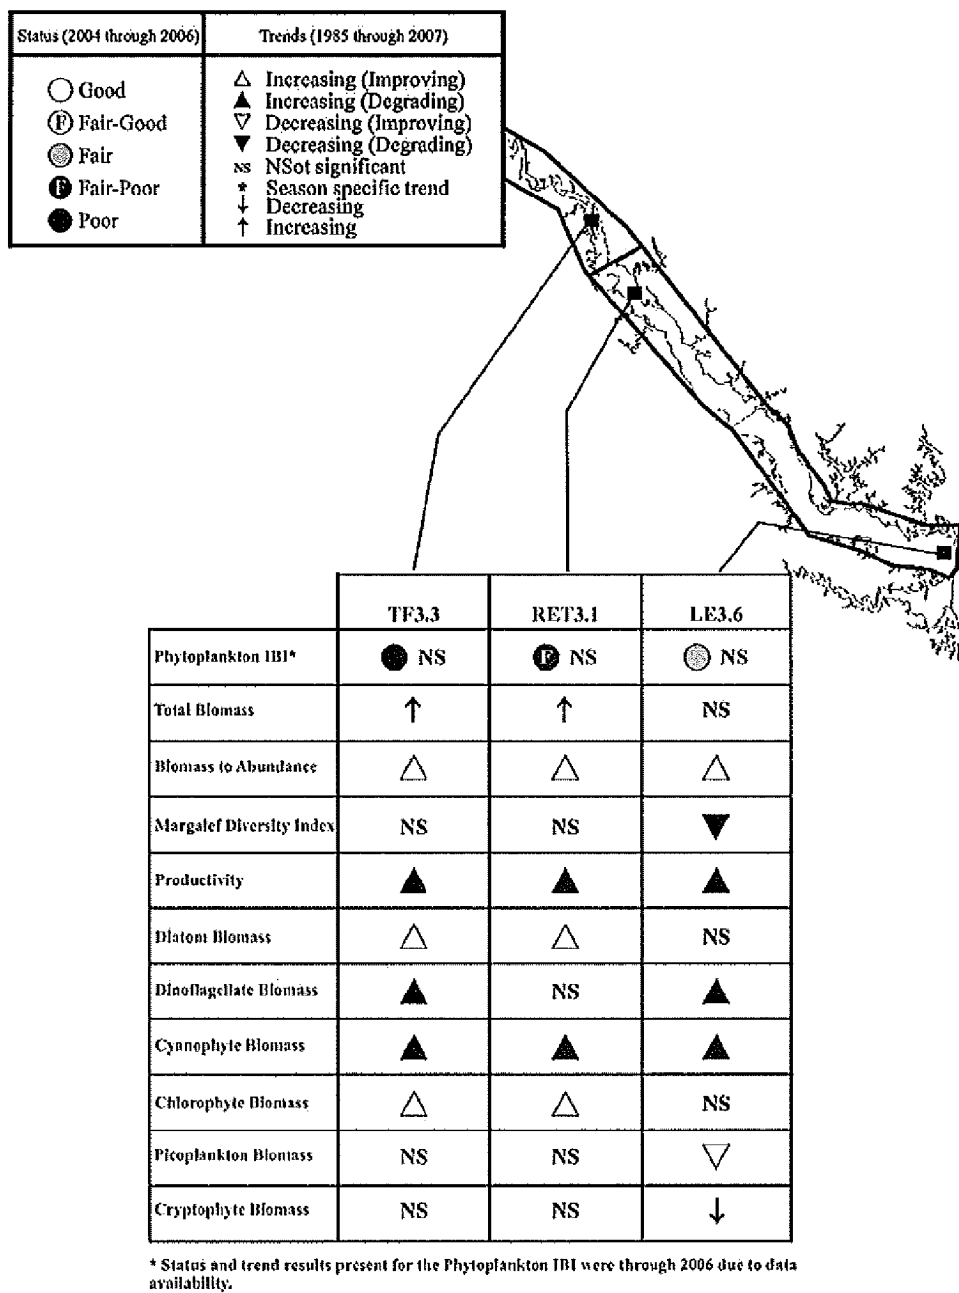 Status (2004 through 2006)
Trends (1985 through 2007)
Good
F Fair-Good
Fair
F Fair-Poor
Poor
Increasing (Improving)
Increasing (Degrading)
Decreasing (Improving)
Decreasing (Degrading)
NS NSot significant
* Season specific trend
↓ Decreasing
↑ Increasing
TF3.3 RET3.1 LE3.6
Phytoplankton IBI* NS F NS NS
Total Biomass ↑ ↑ NS
Biomass to Abundance
Margalef Diversity Index NS NS
Productivity
Diatom Biomass NS
Dinoflagellate Biomass NS
Cyanophyte Biomass
Chlorophyte Biomass NS
Picoplankton Biomass NS NS
Cryptophyte Biomass NS NS ↓
* Status and trend results present for the Phytoplankton IBI were through 2006 due to data
availability.